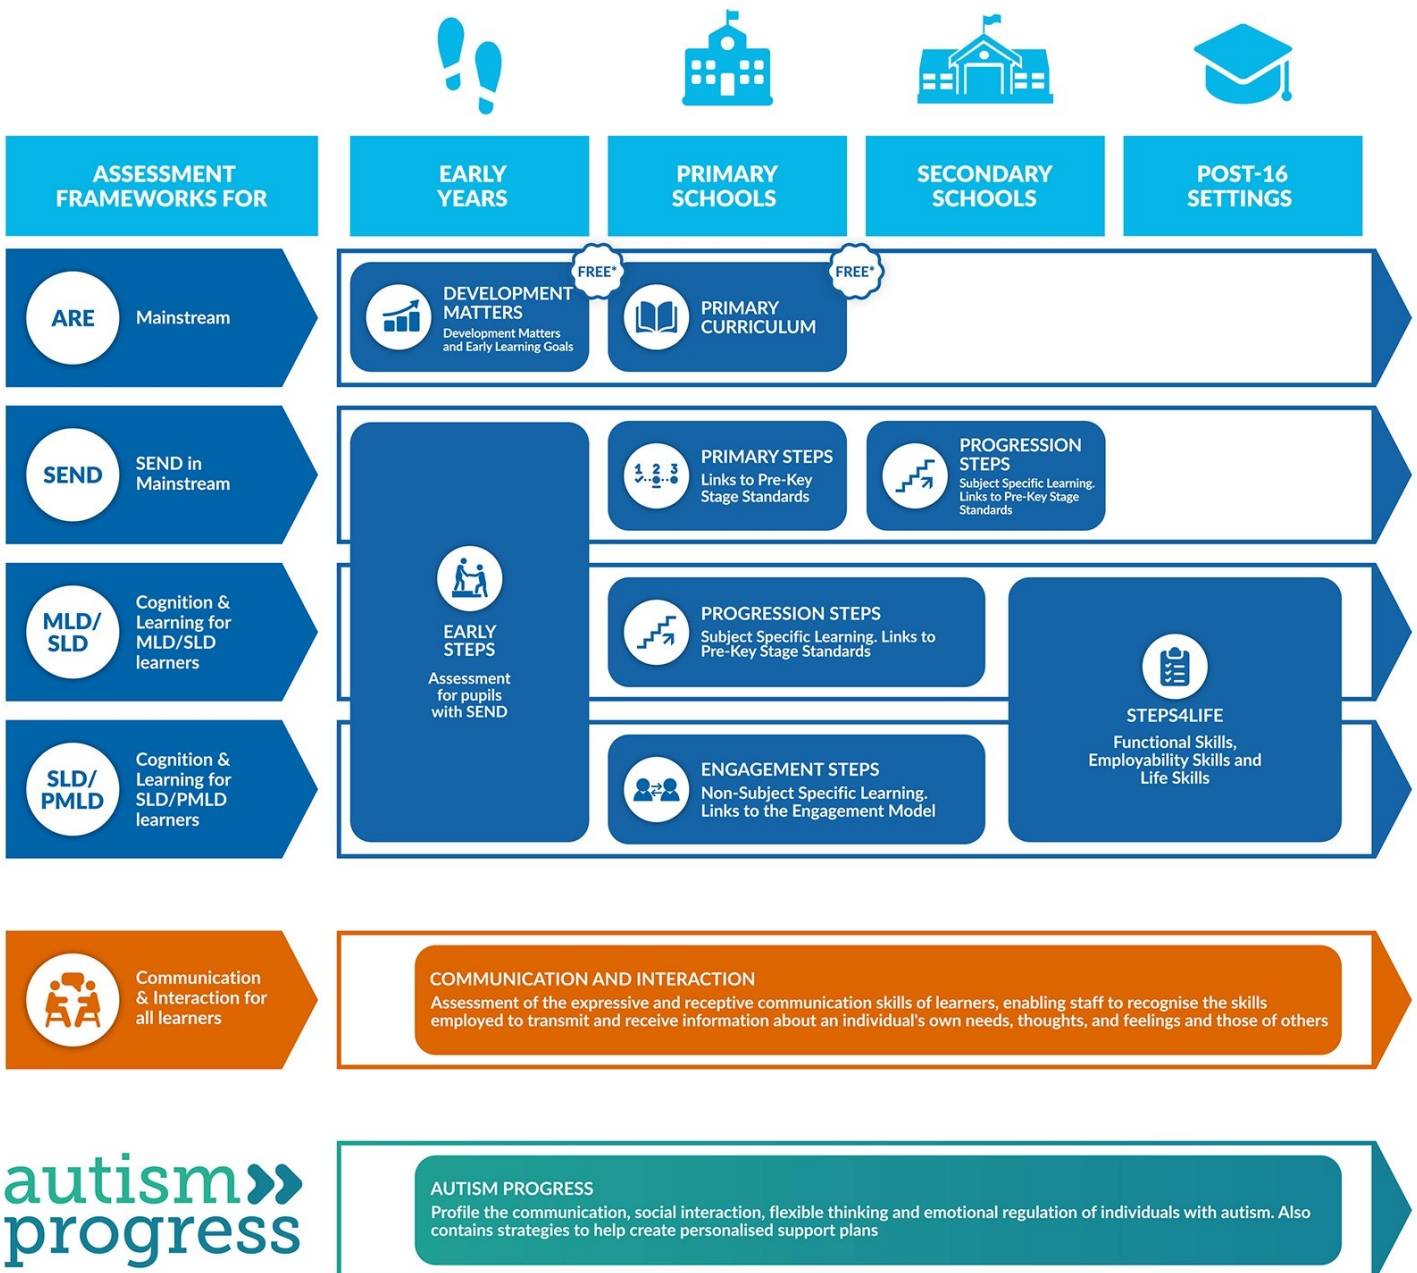 ASSESSMENT
FRAMEWORKS FOR
EARLY
YEARS
PRIMARY
SCHOOLS
SECONDARY
SCHOOLS
POST-16
SETTINGS
ARE
Mainstream
DEVELOPMENT
MATTERS
Development Matters
and Early Learning Goals
FREE*
PRIMARY
CURRICULUM
FREE*
SEND
SEND in
Mainstream
EARLY
STEPS
Assessment
for pupils
with SEND
1 2 3
PRIMARY STEPS
Links to Pre-Key
Stage Standards
PROGRESSION
STEPS
Subject Specific Learning.
Links to Pre-Key Stage
Standards
MLD/
SLD
Cognition &
Learning for
MLD/SLD
learners
PROGRESSION STEPS
Subject Specific Learning. Links to
Pre-Key Stage Standards
STEPS4LIFE
Functional Skills,
Employability Skills and
Life Skills
SLD/
PMLD
Cognition &
Learning for
SLD/PMLD
learners
ENGAGEMENT STEPS
Non-Subject Specific Learning.
Links to the Engagement Model
Communication
& Interaction for
all learners
COMMUNICATION AND INTERACTION
Assessment of the expressive and receptive communication skills of learners, enabling staff to recognise the skills
employed to transmit and receive information about an individual's own needs, thoughts, and feelings and those of others
autism
progress
AUTISM PROGRESS
Profile the communication, social interaction, flexible thinking and emotional regulation of individuals with autism. Also
contains strategies to help create personalised support plans